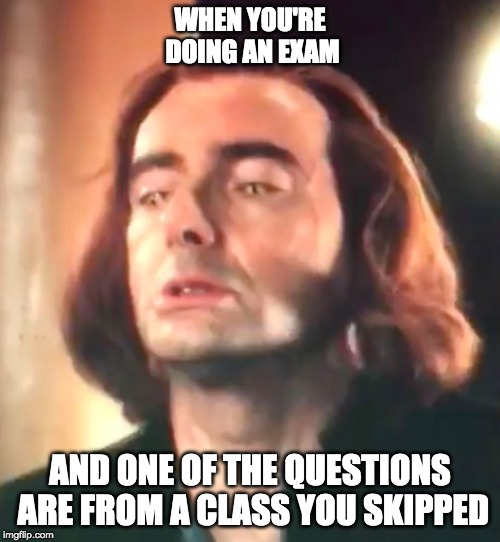 WHEN YOU'RE
DOING AN EXAM
AND ONE OF THE QUESTIONS
ARE FROM A CLASS YOU SKIPPED
imgflip.com